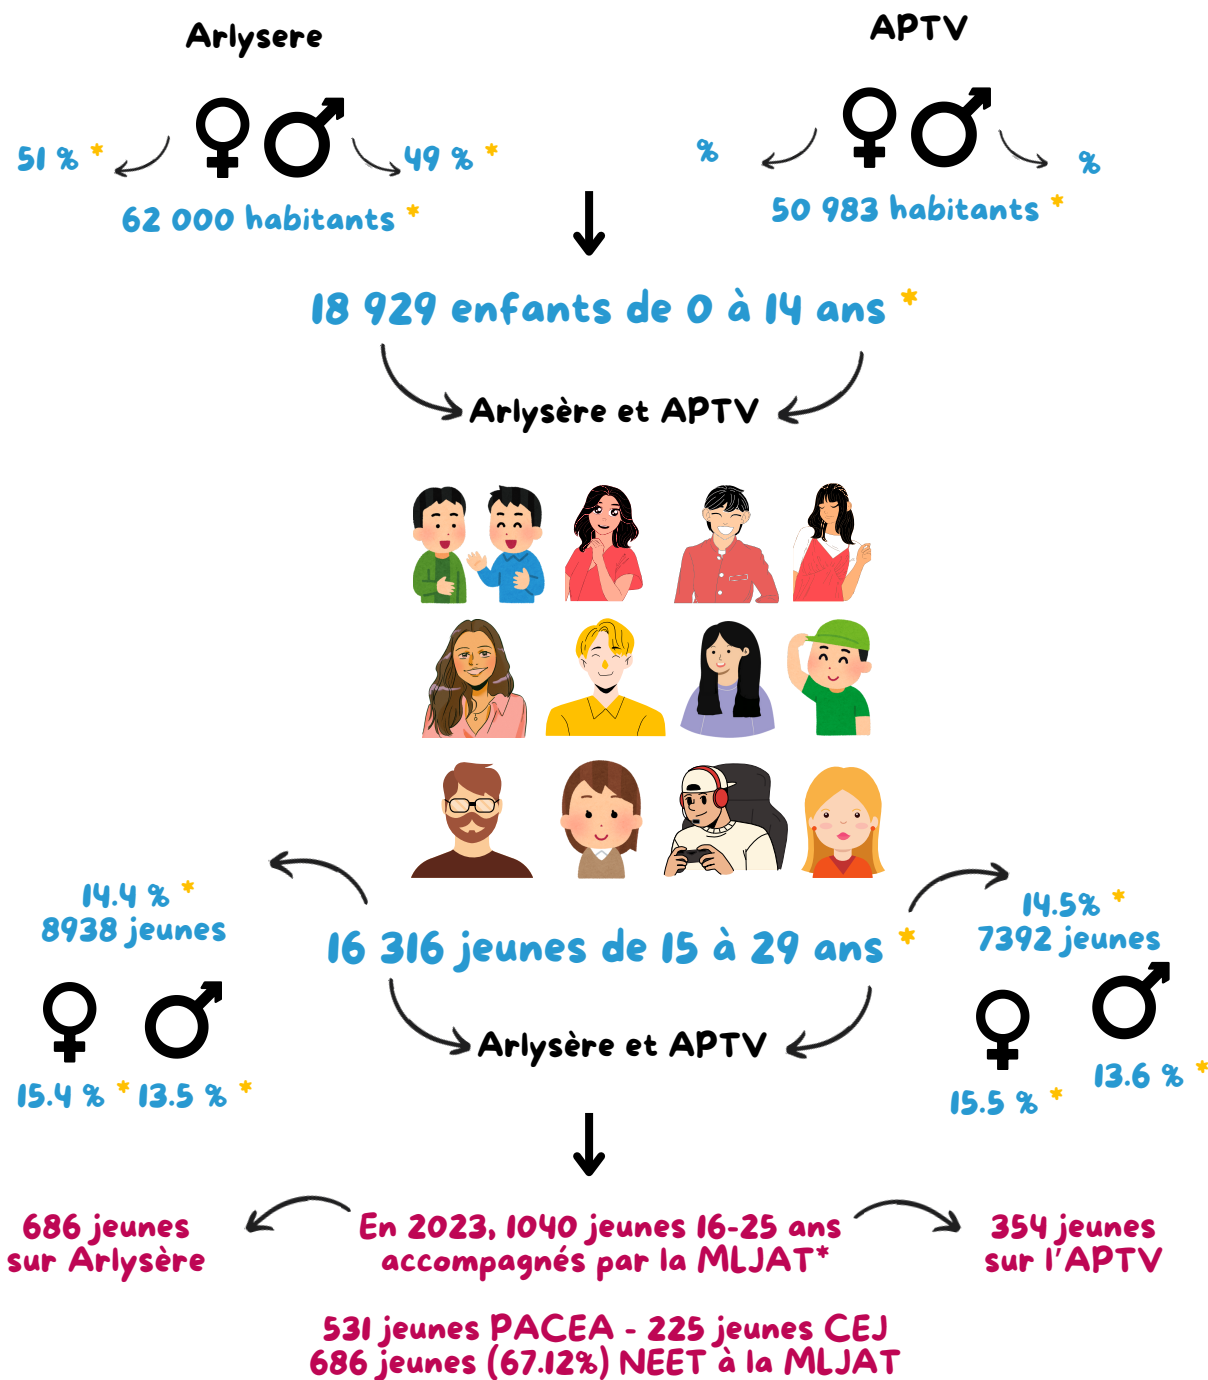 Arlysere
APTV
51 % *
49 % *
%
%
62 000 habitants *
50 983 habitants *
18 929 enfants de 0 à 14 ans *
Arlysère et APTV
14.4 % *
8938 jeunes
14.5% *
7392 jeunes
16 316 jeunes de 15 à 29 ans *
Arlysère et APTV
15.4 % * 13.5 % *
15.5 % *
13.6 % *
686 jeunes
sur Arlysère
En 2023, 1040 jeunes 16-25 ans
accompagnés par la MLJAT*
354 jeunes
sur l'APTV
531 jeunes PACEA - 225 jeunes CEJ
686 jeunes (67.12%) NEET à la MLJAT